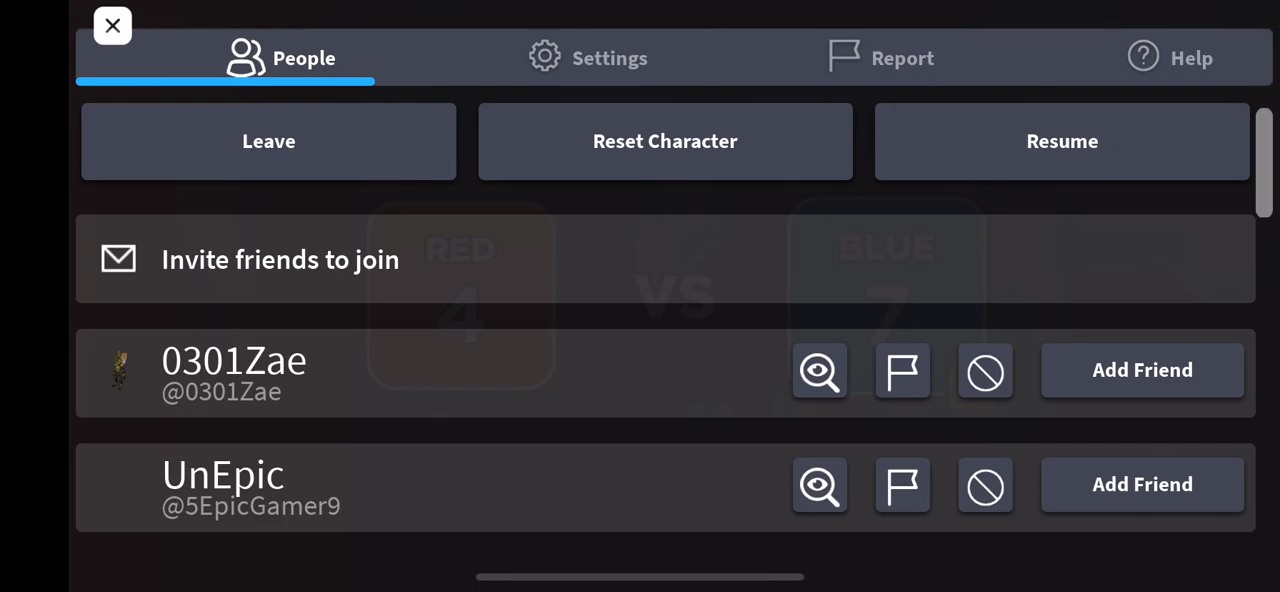 People
Settings
Report
Help
Leave
Reset Character
Resume
Invite friends to join
RED
4
VS
BLUE
7
0301Zae
@0301Zae
Add Friend
UnEpic
@5EpicGamer9
Add Friend